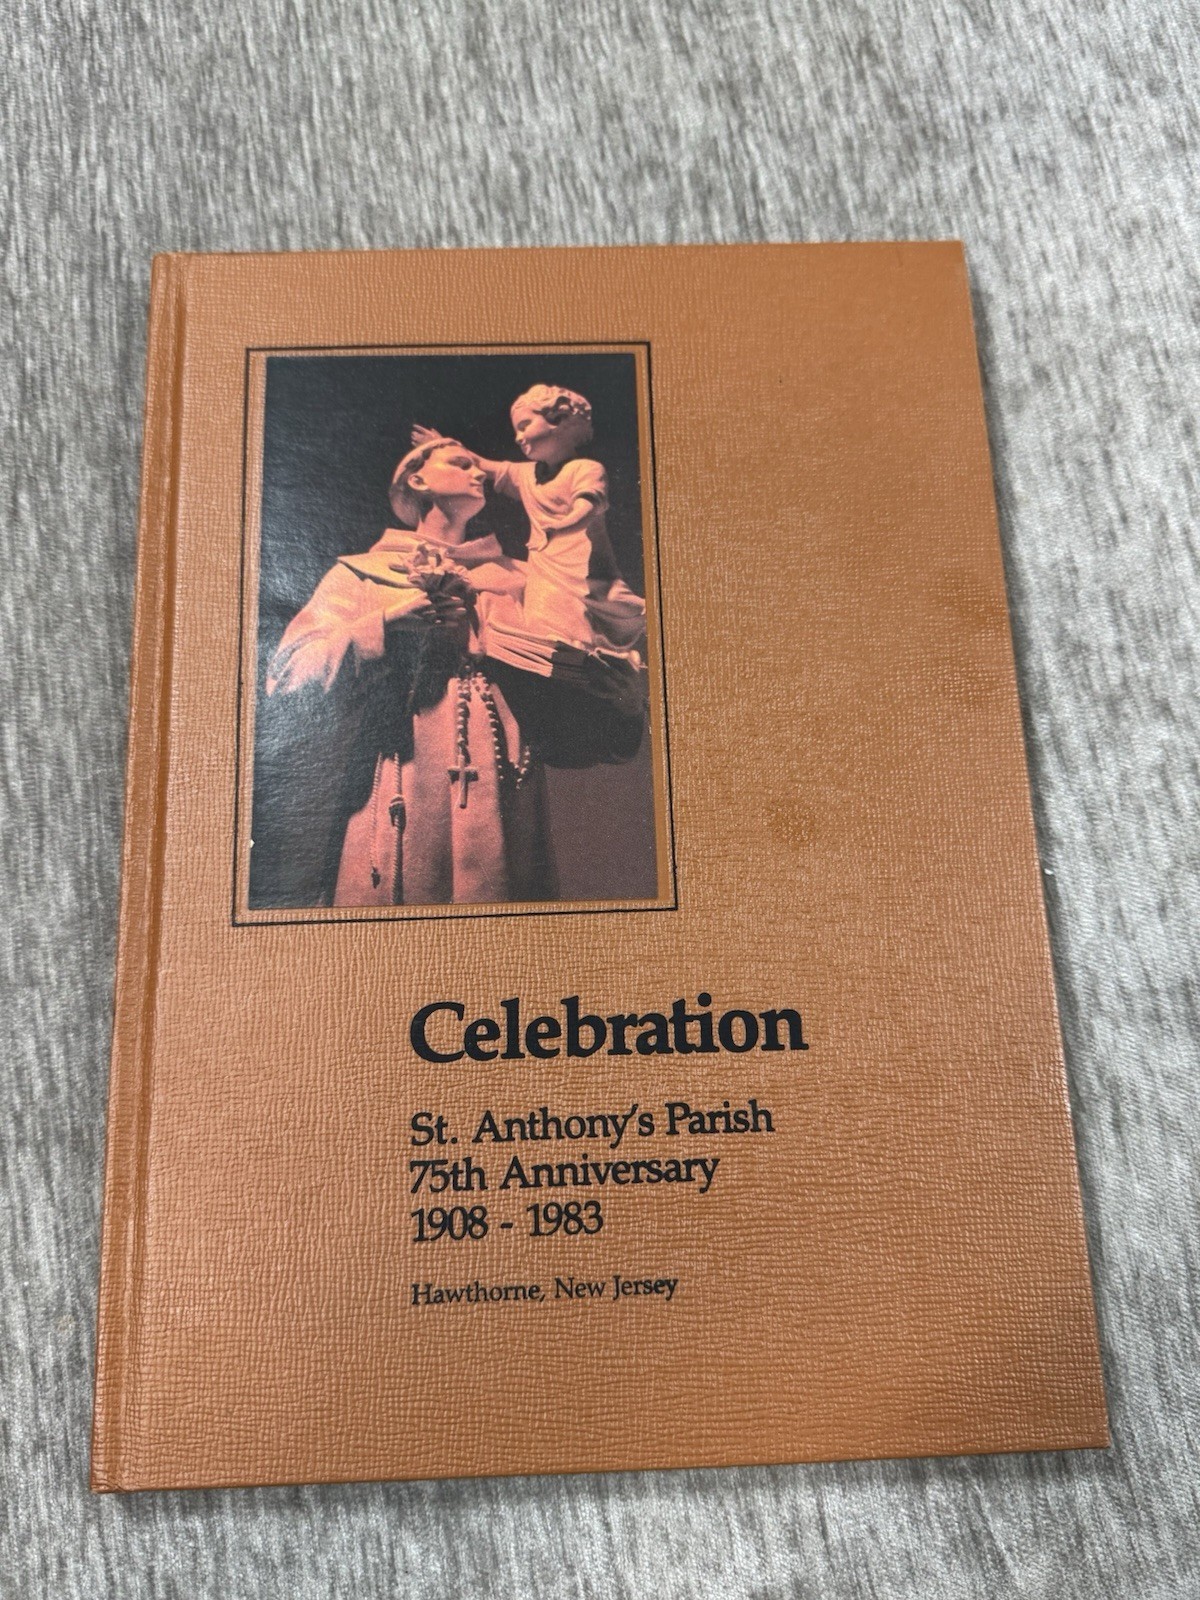 Celebration
St. Anthony's Parish
75th Anniversary
1908 - 1983
Hawthorne, New Jersey